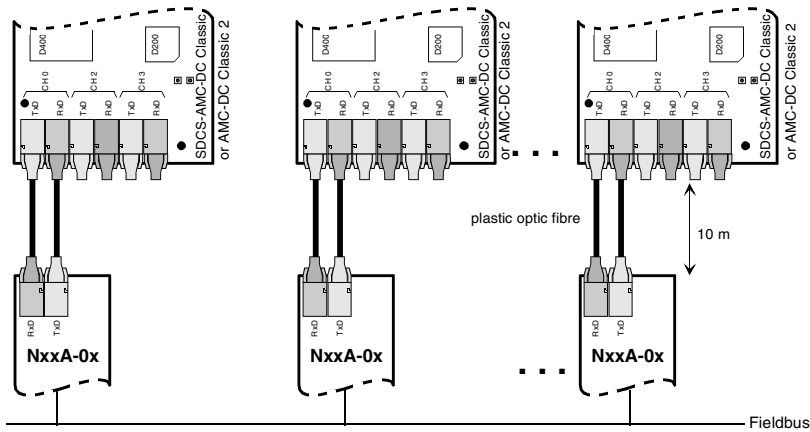 D400
D200
CH 0
CH 2
CH 3
TxD
RxD
TxD
RxD
TxD
RxD
SDCS-AMC-DC Classic
or AMC-DC Classic 2
D400
D200
CH 0
CH 2
CH 3
TxD
RxD
TxD
RxD
TxD
RxD
SDCS-AMC-DC Classic
or AMC-DC Classic 2
. . .
D400
D200
CH 0
CH 2
CH 3
TxD
RxD
TxD
RxD
TxD
RxD
SDCS-AMC-DC Classic
or AMC-DC Classic 2
plastic optic fibre
10 m
RxD
TxD
NxxA-0x
RxD
TxD
NxxA-0x
. . .
RxD
TxD
NxxA-0x
Fieldbus